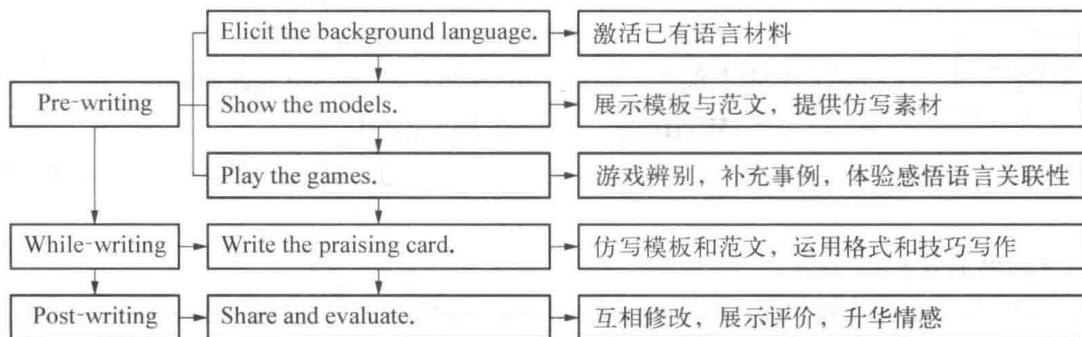 Elicit the background language. 激活已有语言材料
Pre-writing Show the models. 展示模板与范文，提供仿写素材
Play the games. 游戏辨别，补充事例，体验感悟语言关联性
While-writing Write the praising card. 仿写模板和范文，运用格式和技巧写作
Post-writing Share and evaluate. 互相修改，展示评价，升华情感